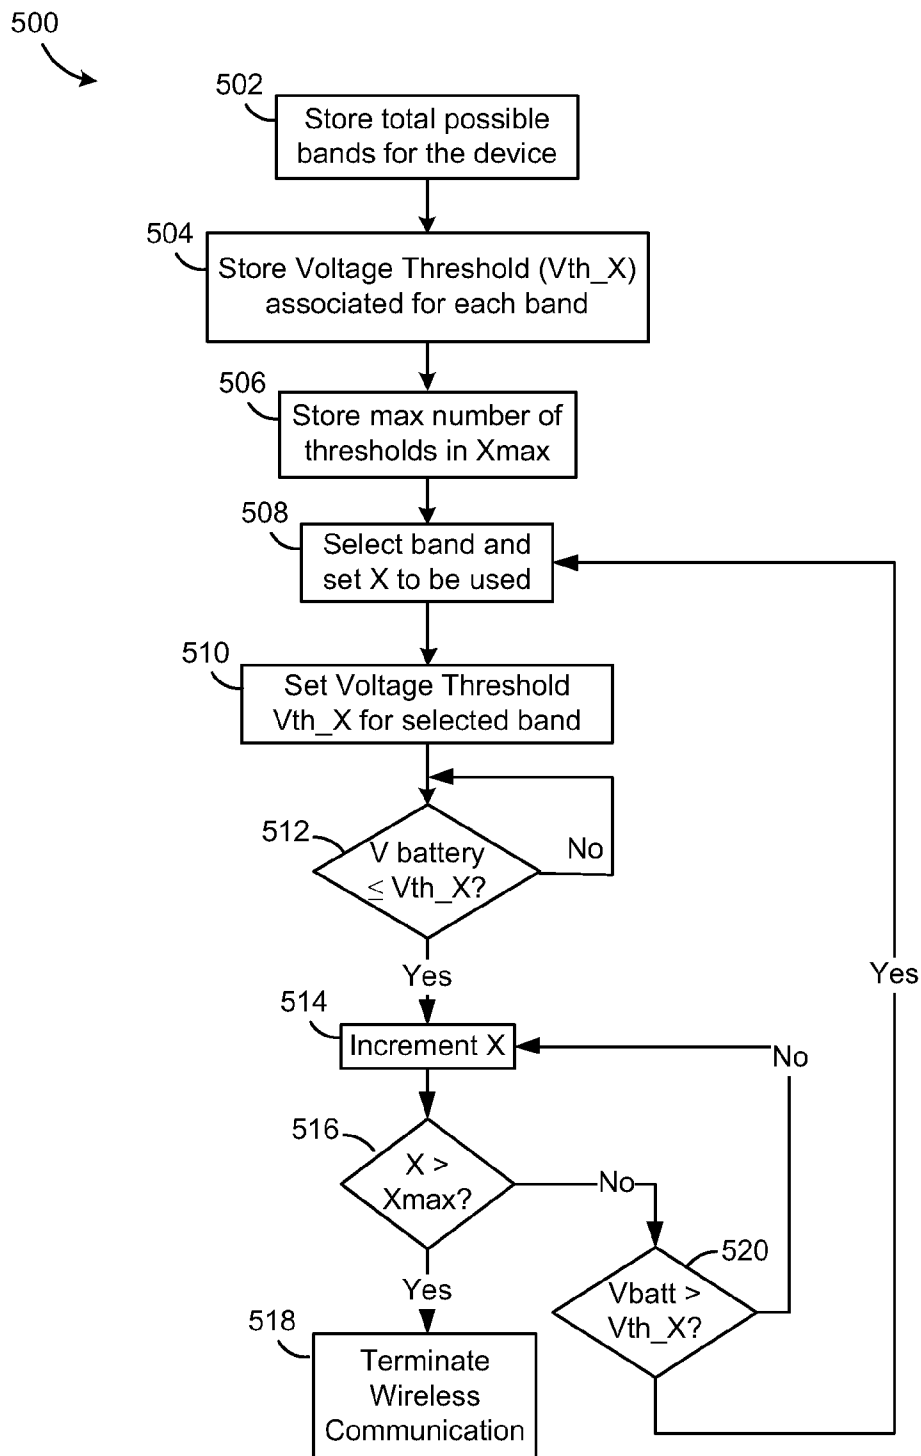 500
502
Store total possible
bands for the device
504
Store Voltage Threshold (Vth_X)
associated for each band
506
Store max number of
thresholds in Xmax
508
Select band and
set X to be used
510
Set Voltage Threshold
Vth_X for selected band
512
V battery
≤ Vth_X?
No
Yes
514
Increment X
516
X >
Xmax?
No
Yes
518
Terminate
Wireless
Communication
520
Vbatt >
Vth_X?
No
Yes